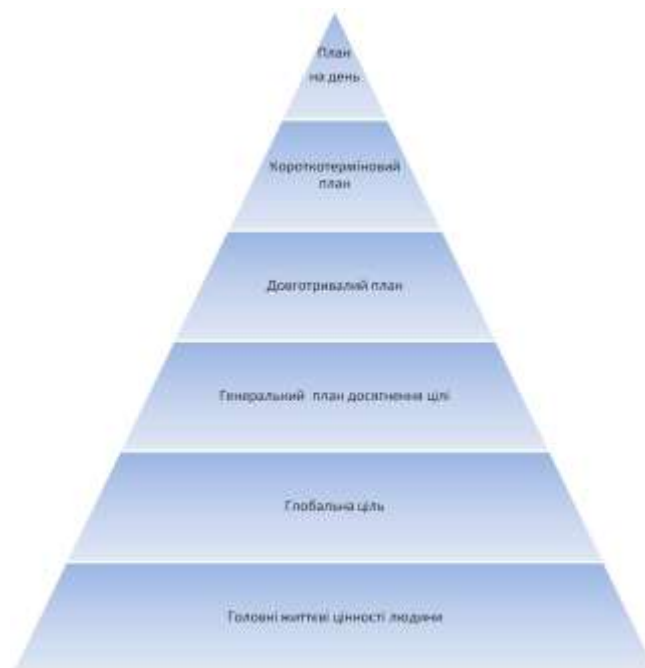 План
на день
Короткотерміновий
план
Довготривалий план
Генеральний план досягнення цілі
Глобальна ціль
Головні життєві цінності людини